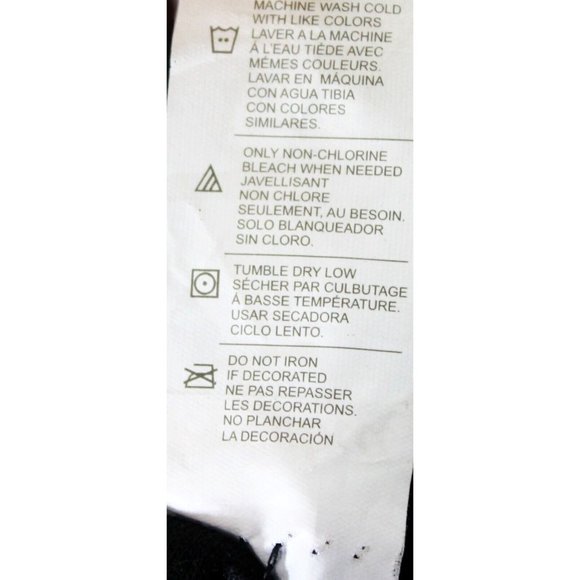 MACHINE WASH COLD
WITH LIKE COLORS
LAVER A LA MACHINE
À L'EAU TIÈDE AVEC
MÊMES COULEURS.
LAVAR EN MÁQUINA
CON AGUA TIBIA
CON COLORES
SIMILARES.
ONLY NON-CHLORINE
BLEACH WHEN NEEDED
JAVELLISANT
NON CHLORE
SEULEMENT, AU BESOIN.
SOLO BLANQUEADOR
SIN CLORO.
TUMBLE DRY LOW
SÉCHER PAR CULBUTAGE
À BASSE TEMPÉRATURE.
USAR SECADORA
CICLO LENTO.
DO NOT IRON
IF DECORATED
NE PAS REPASSER
LES DECORATIONS.
NO PLANCHAR
LA DECORACIÓN